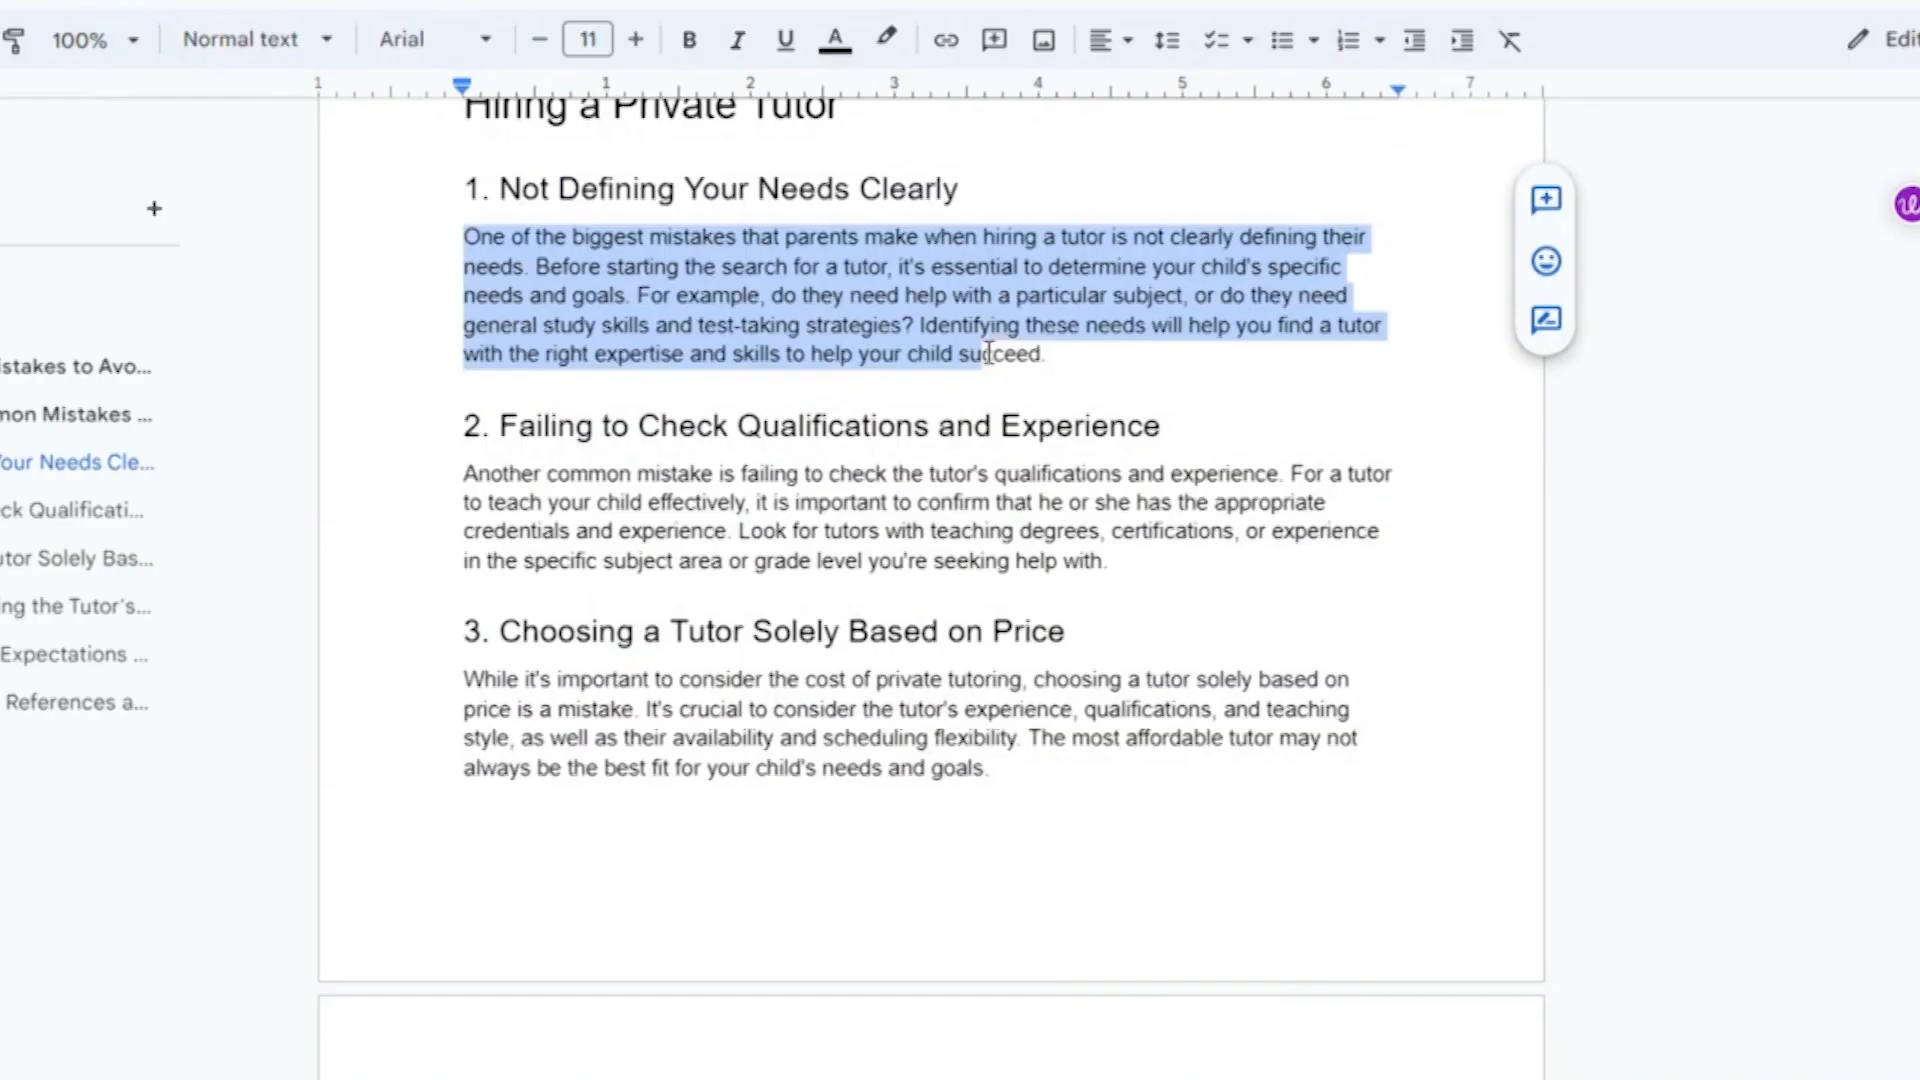 100% Normal text Arial 11 B I U A Edit
1 1 2 3 4 5 6 7
Hiring a Private Tutor
1. Not Defining Your Needs Clearly
One of the biggest mistakes that parents make when hiring a tutor is not clearly defining their
needs. Before starting the search for a tutor, it's essential to determine your child's specific
needs and goals. For example, do they need help with a particular subject, or do they need
general study skills and test-taking strategies? Identifying these needs will help you find a tutor
with the right expertise and skills to help your child succeed.
2. Failing to Check Qualifications and Experience
Another common mistake is failing to check the tutor's qualifications and experience. For a tutor
to teach your child effectively, it is important to confirm that he or she has the appropriate
credentials and experience. Look for tutors with teaching degrees, certifications, or experience
in the specific subject area or grade level you're seeking help with.
3. Choosing a Tutor Solely Based on Price
While it's important to consider the cost of private tutoring, choosing a tutor solely based on
price is a mistake. It's crucial to consider the tutor's experience, qualifications, and teaching
style, as well as their availability and scheduling flexibility. The most affordable tutor may not
always be the best fit for your child's needs and goals.
istakes to Avo...
mon Mistakes ...
Your Needs Cle...
ck Qualificati...
utor Solely Bas...
ing the Tutor's...
Expectations ...
References a...